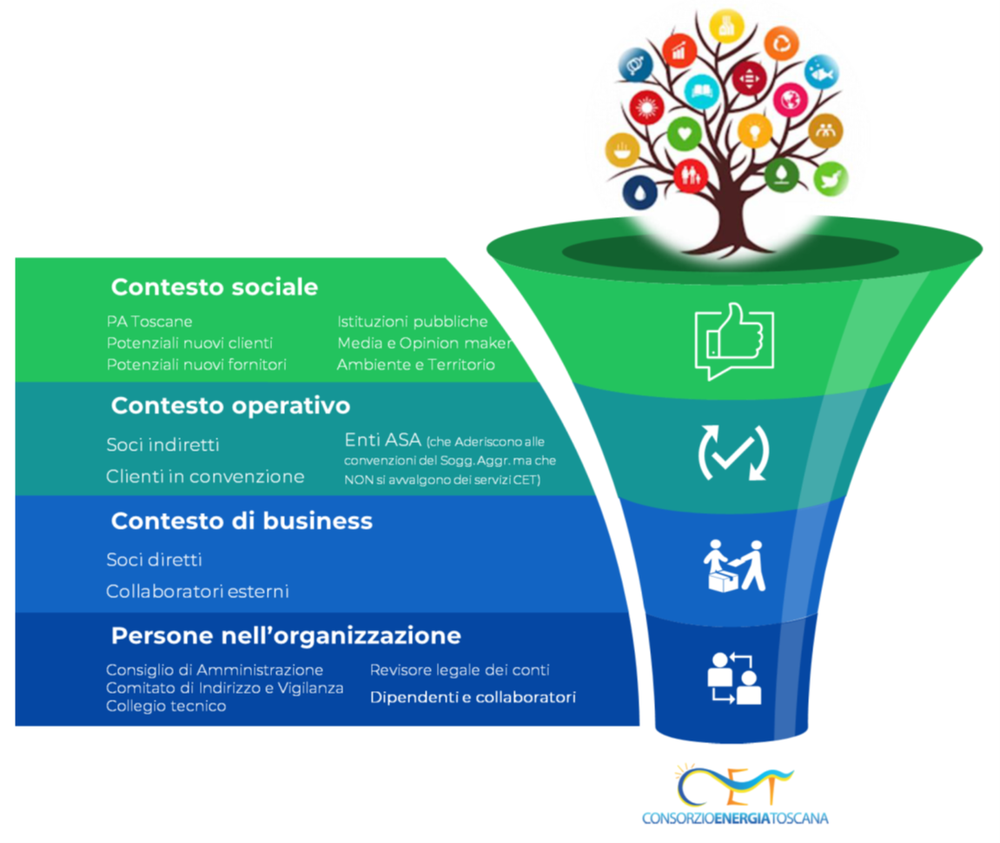 Contesto sociale
PA Toscane
Potenziali nuovi clienti
Potenziali nuovi fornitori
Istituzioni pubbliche
Media e Opinion maker
Ambiente e Territorio
Contesto operativo
Soci indiretti
Clienti in convenzione
Enti ASA (che Aderiscono alle
convenzioni del Sogg. Aggr. ma che
NON si avvalgono dei servizi CET)
Contesto di business
Soci diretti
Collaboratori esterni
Persone nell'organizzazione
Consiglio di Amministrazione
Comitato di Indirizzo e Vigilanza
Collegio tecnico
Revisore legale dei conti
Dipendenti e collaboratori
CET
CONSORZIOENERGIATOSCANA